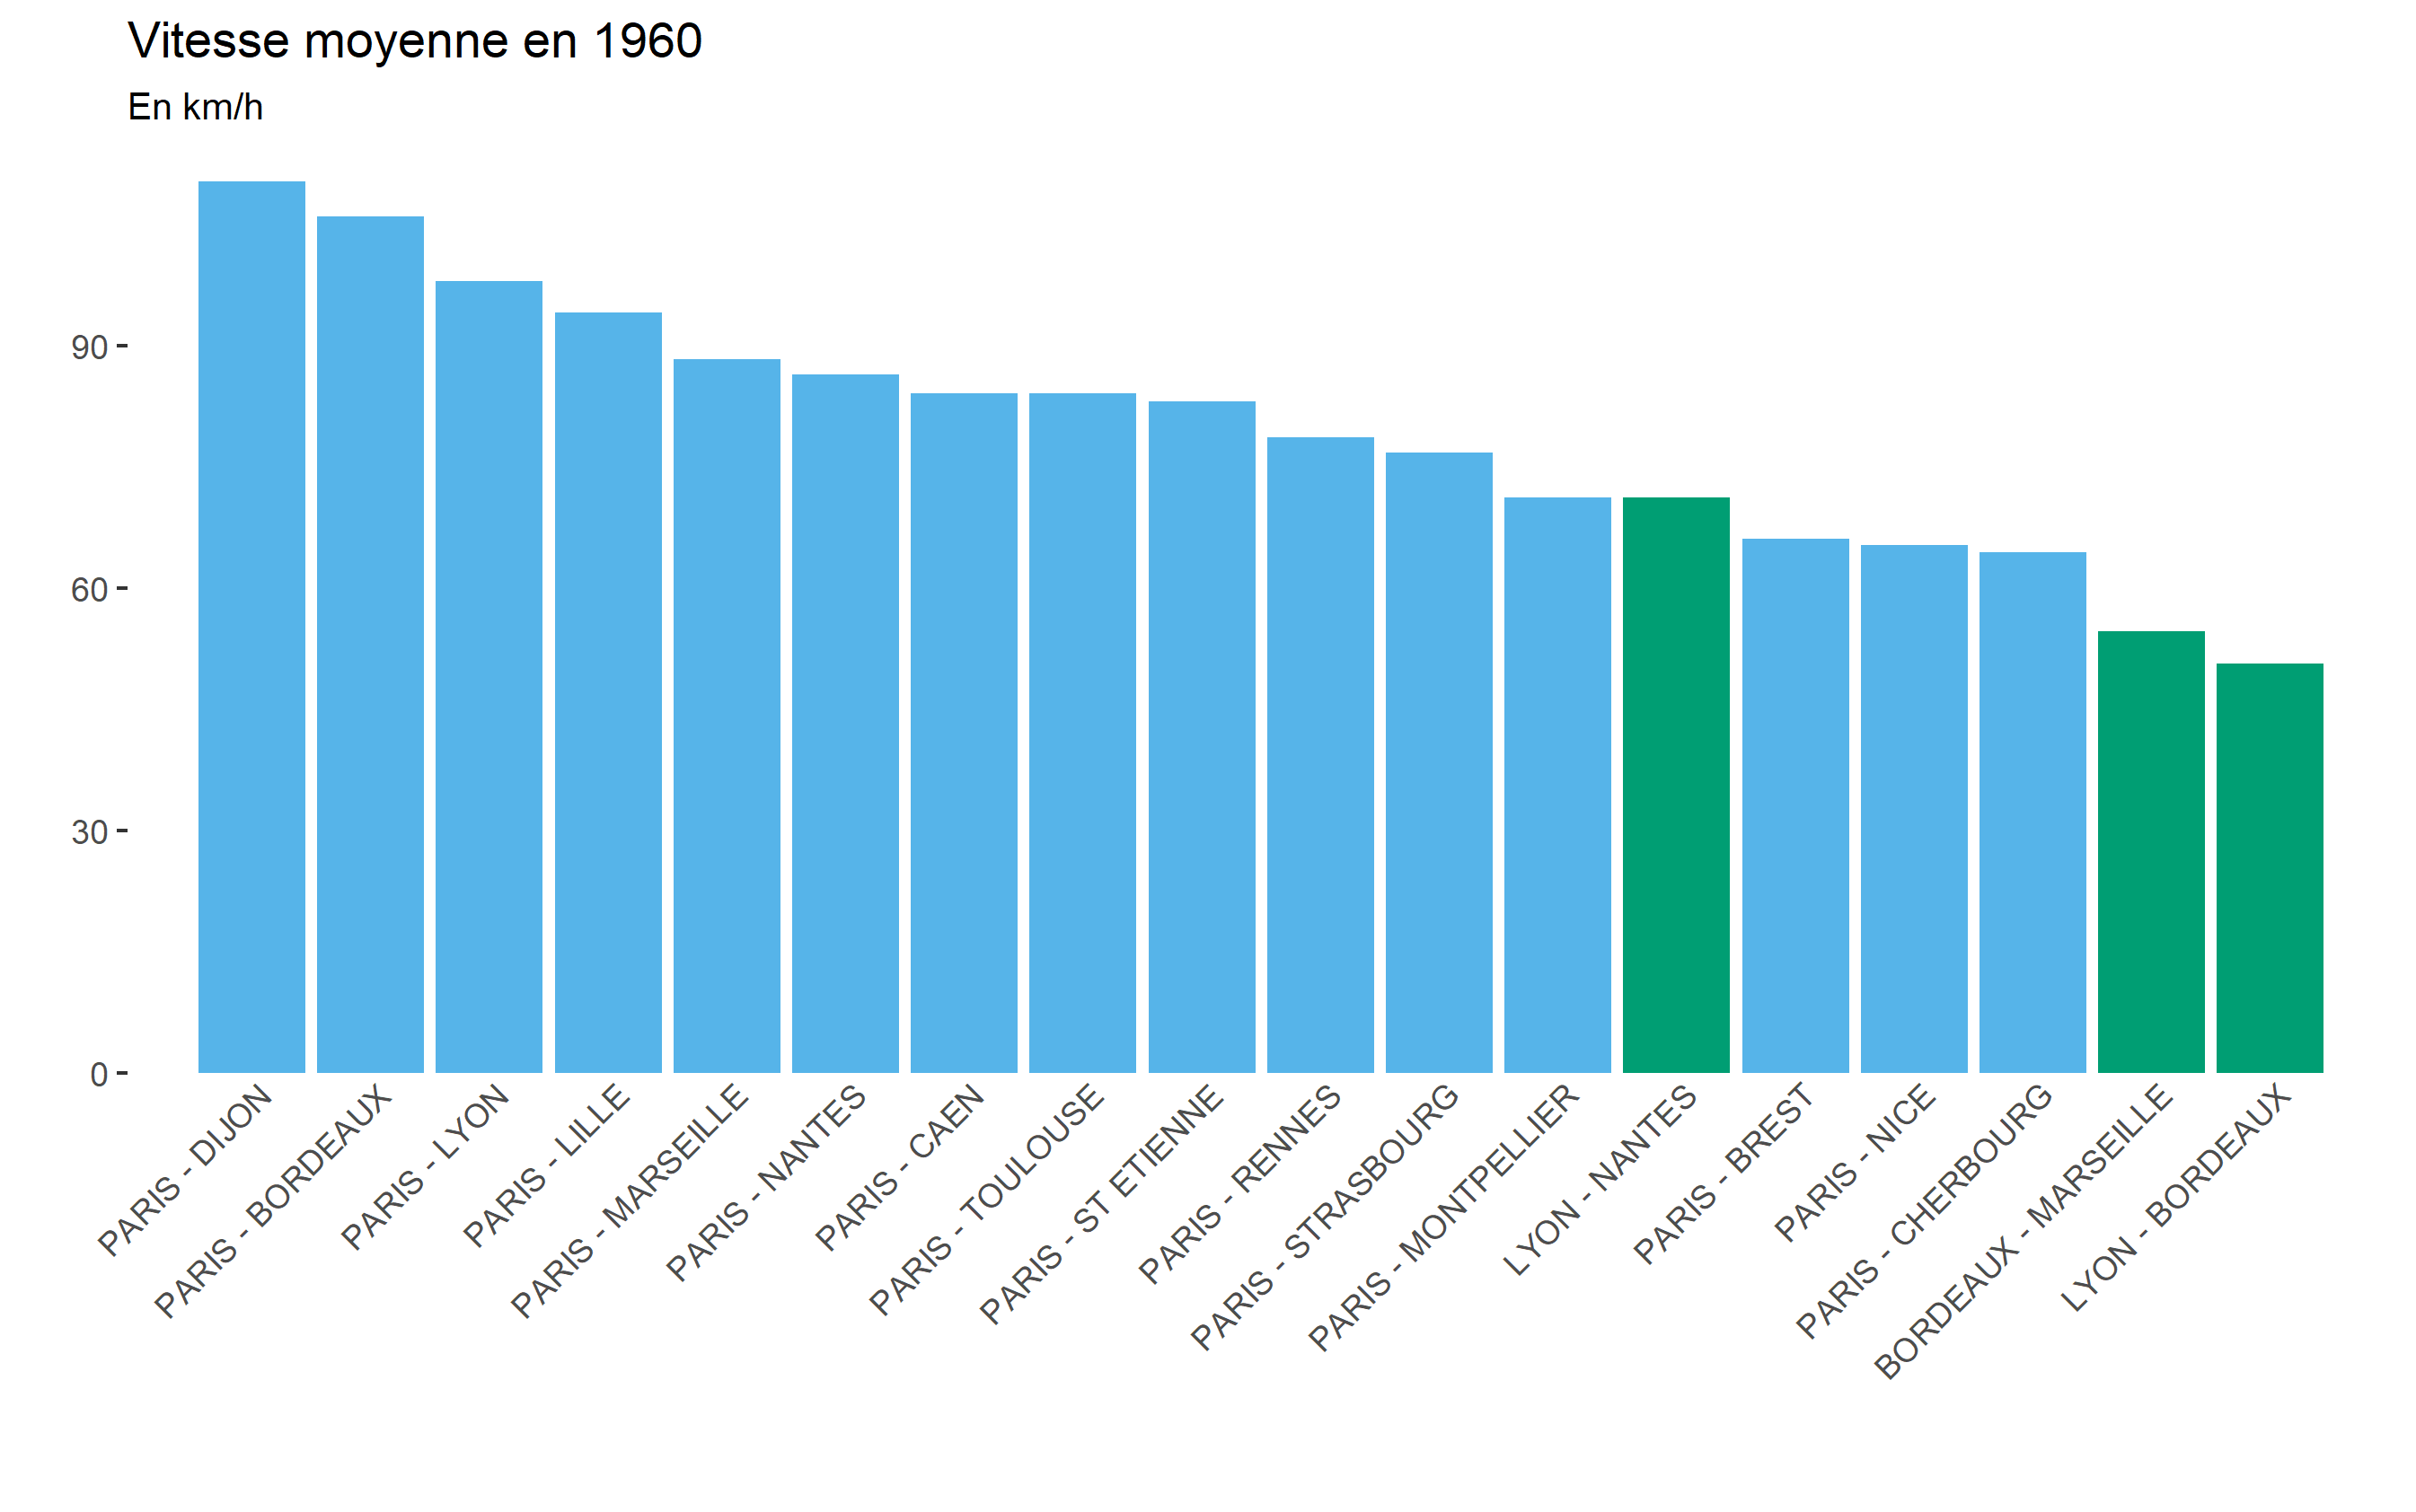 Vitesse moyenne en 1960
En km/h
90
60
30
0
PARIS - DIJON
PARIS - BORDEAUX
PARIS - LYON
PARIS - LILLE
PARIS - MARSEILLE
PARIS - NANTES
PARIS - CAEN
PARIS - TOULOUSE
PARIS - ST ETIENNE
PARIS - RENNES
PARIS - STRASBOURG
PARIS - MONTPELLIER
LYON - NANTES
PARIS - BREST
PARIS - NICE
PARIS - CHERBOURG
BORDEAUX - MARSEILLE
LYON - BORDEAUX